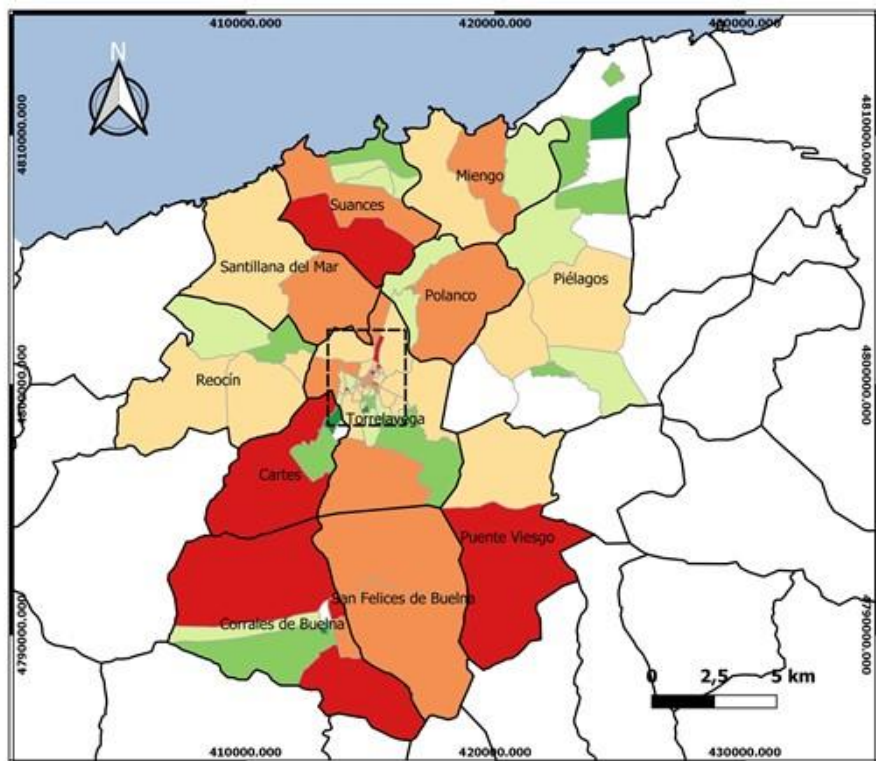 410000.000
420000.000
430000.000
N
4810000.000
4810000.000
Miengo
Suances
Santillana del Mar
Piélagos
Polanco
4800000.000
4800000.000
Reocín
Torrelavega
Cartes
Puente Viesgo
San Felices de Buelna
Corrales de Buelna
4790000.000
4790000.000
0 2,5 5 km
410000.000
420000.000
430000.000